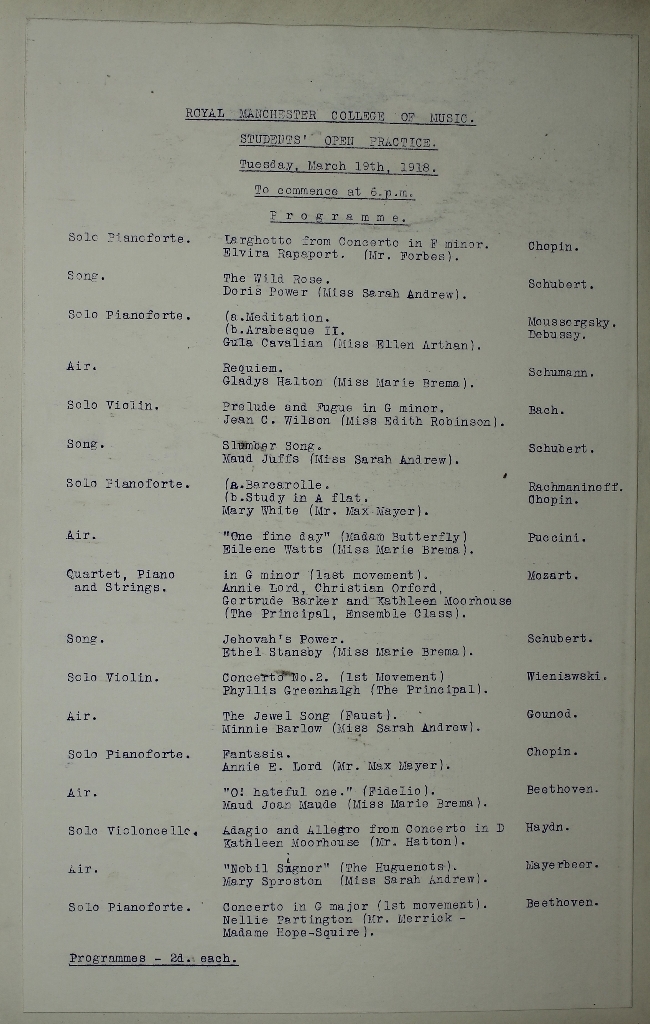 ROYAL MANCHESTER COLLEGE OF MUSIC.
STUDENTS' OPEN PRACTICE.
Tuesday, March 19th, 1918.
To commence at 6.p.m.
Programme.
Solo Pianoforte. Larghetto from Concerto in F minor. Chopin.
Elvira Rapaport. (Mr. Forbes).
Song. The Wild Rose. Schubert.
Doris Power (Miss Sarah Andrew).
Solo Pianoforte. (a.Meditation. Moussorgsky.
(b.Arabesque II. Debussy.
Gula Cavalian (Miss Ellen Arthan).
Air. Requiem. Schumann.
Gladys Halton (Miss Marie Brema).
Solo Violin. Prelude and Fugue in G minor. Bach.
Jean C. Wilson (Miss Edith Robinson).
Song. Slumber Song. Schubert.
Maud Juffs (Miss Sarah Andrew).
Solo Pianoforte. (a.Barcarolle. Rachmaninoff.
(b.Study in A flat. Chopin.
Mary White (Mr. Max Mayer).
Air. "One fine day" (Madam Butterfly) Puccini.
Eileene Watts (Miss Marie Brema).
Quartet, Piano in G minor (last movement). Mozart.
and Strings. Annie Lord, Christian Orford,
Gertrude Barker and Kathleen Moorhouse
(The Principal, Ensemble Class).
Song. Jehovah's Power. Schubert.
Ethel Stansby (Miss Marie Brema).
Solo Violin. Concerto No.2. (1st Movement) Wieniawski.
Phyllis Greenhalgh (The Principal).
Air. The Jewel Song (Faust). Gounod.
Minnie Barlow (Miss Sarah Andrew).
Solo Pianoforte. Fantasia. Chopin.
Annie E. Lord (Mr. Max Mayer).
Air. "O! hateful one." (Fidelio). Beethoven.
Maud Joan Maude (Miss Marie Brema).
Solo Violoncello. Adagio and Allegro from Concerto in D Haydn.
Kathleen Moorhouse (Mr. Hatton).
Air. "Nobil Signor" (The Huguenots). Mayerbeer.
Mary Sproston (Miss Sarah Andrew).
Solo Pianoforte. Concerto in G major (1st movement). Beethoven.
Nellie Partington (Mr. Merrick -
Madame Hope-Squire).
Programmes - 2d. each.